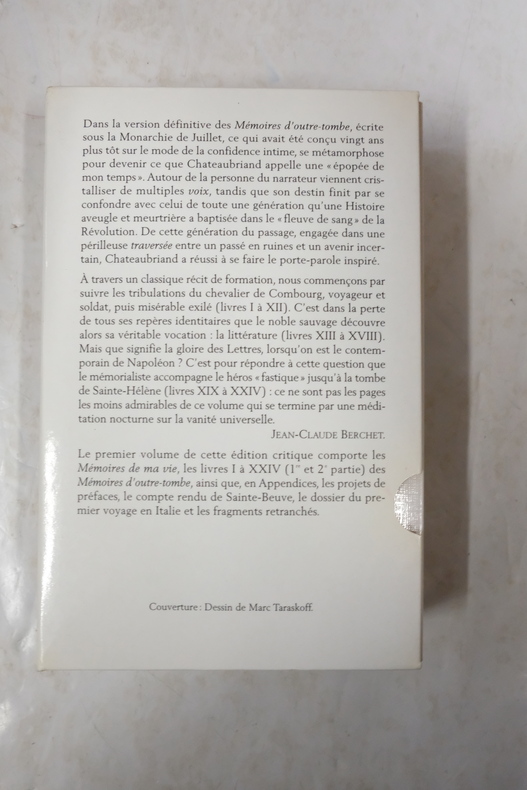 Dans la version définitive des Mémoires d'outre-tombe, écrite
sous la Monarchie de Juillet, ce qui avait été conçu vingt ans
plus tôt sur le mode de la confidence intime, se métamorphose
pour devenir ce que Chateaubriand appelle une « épopée de
mon temps ». Autour de la personne du narrateur viennent cris-
talliser de multiples voix, tandis que son destin finit par se
confondre avec celui de toute une génération qu'une Histoire
aveugle et meurtrière a baptisée dans le « fleuve de sang » de la
Révolution. De cette génération du passage, engagée dans une
périlleuse traversée entre un passé en ruines et un avenir incer-
tain, Chateaubriand a réussi à se faire le porte-parole inspiré.
À travers un classique récit de formation, nous commençons par
suivre les tribulations du chevalier de Combourg, voyageur et
soldat, puis misérable exilé (livres I à XII). C'est dans la perte
de tous ses repères identitaires que le noble sauvage découvre
alors sa véritable vocation : la littérature (livres XIII à XVIII).
Mais que signifie la gloire des Lettres, lorsqu'on est le contem-
porain de Napoléon ? C'est pour répondre à cette question que
le mémorialiste accompagne le héros « fastique » jusqu'à la tombe
de Sainte-Hélène (livres XIX à XXIV) : ce ne sont pas les pages
les moins admirables de ce volume qui se termine par une médi-
tation nocturne sur la vanité universelle.
JEAN-CLAUDE BERCHET.
Le premier volume de cette édition critique comporte les
Mémoires de ma vie, les livres I à XXIV (1re et 2e partie) des
Mémoires d'outre-tombe, ainsi que, en Appendices, les projets de
préfaces, le compte rendu de Sainte-Beuve, le dossier du pre-
mier voyage en Italie et les fragments retranchés.
Couverture : Dessin de Marc Taraskoff.